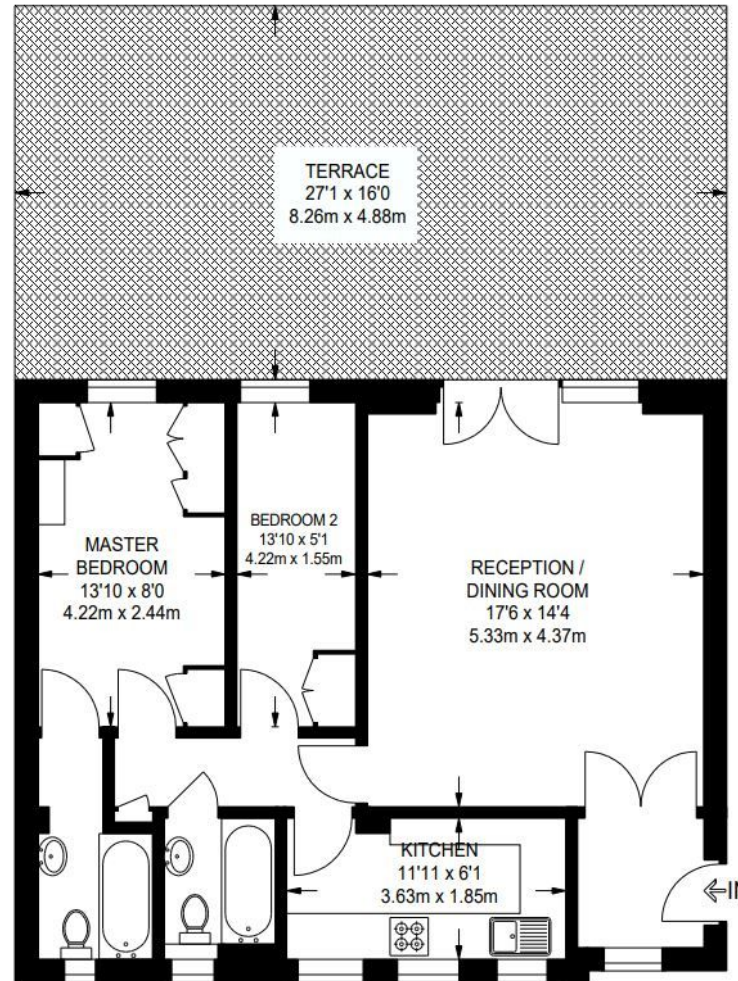 TERRACE
27'1 x 16'0
8.26m x 4.88m
MASTER
BEDROOM
13'10 x 8'0
4.22m x 2.44m
BEDROOM 2
13'10 x 5'1
4.22m x 1.55m
RECEPTION /
DINING ROOM
17'6 x 14'4
5.33m x 4.37m
KITCHEN
11'11 x 6'1
3.63m x 1.85m
IN